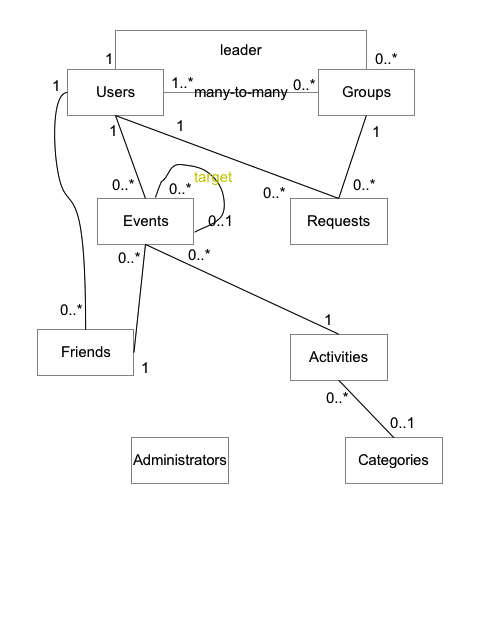 leader
1
0..*
1
1..*
many-to-many
0..*
Users
Groups
1
1
1
0..*
0..*
target
0..*
0..*
0..1
Events
Requests
0..*
0..*
0..*
1
Friends
1
Activities
0..*
0..1
Administrators
Categories